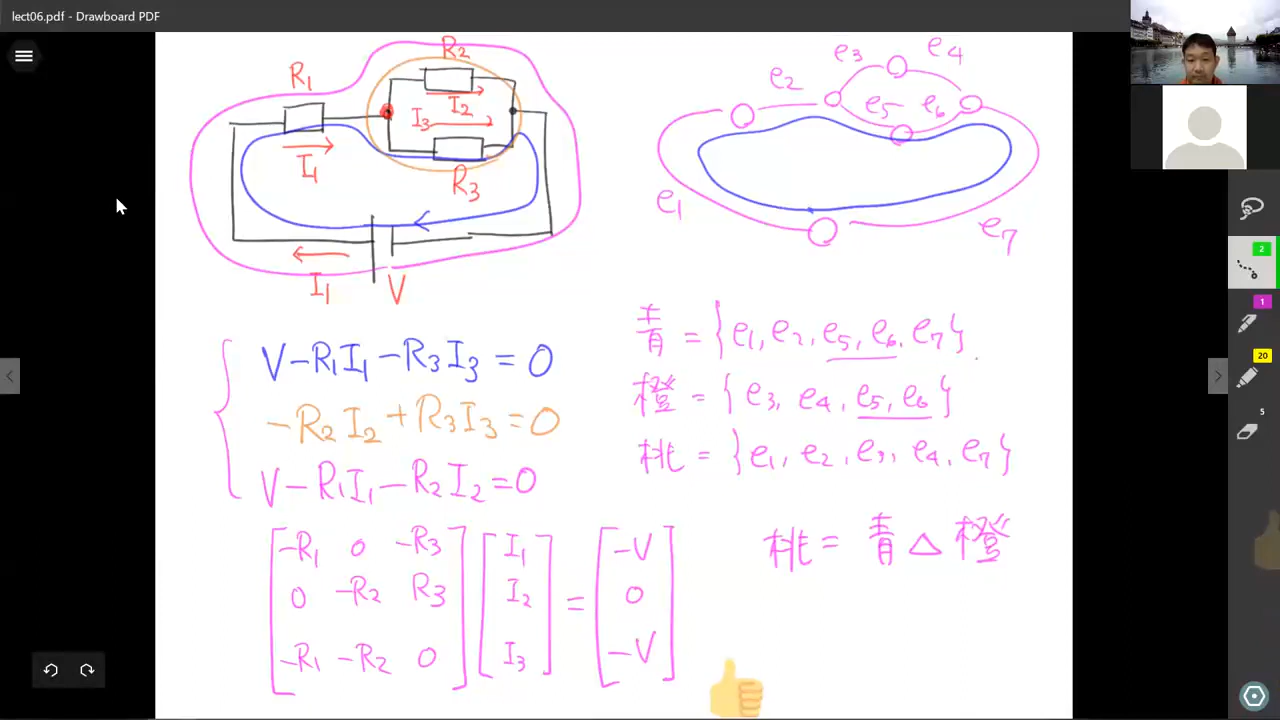 lect06.pdf - Drawboard PDF
R1
R2
I2
I3
I1
R3
I1
V
e3
e4
e2
e5
e6
e1
e7
V-R1I1-R3I3=0
-R2I2+R3I3=0
V-R1I1-R2I2=0
青={e1, e2, e5, e6, e7}
橙={e3, e4, e5, e6}
桃={e1, e2, e3, e4, e7}
桃=青△橙
-R1 0 -R3 I1 -V
0 -R2 R3 I2 = 0
-R1 -R2 0 I3 -V
2
1
20
5